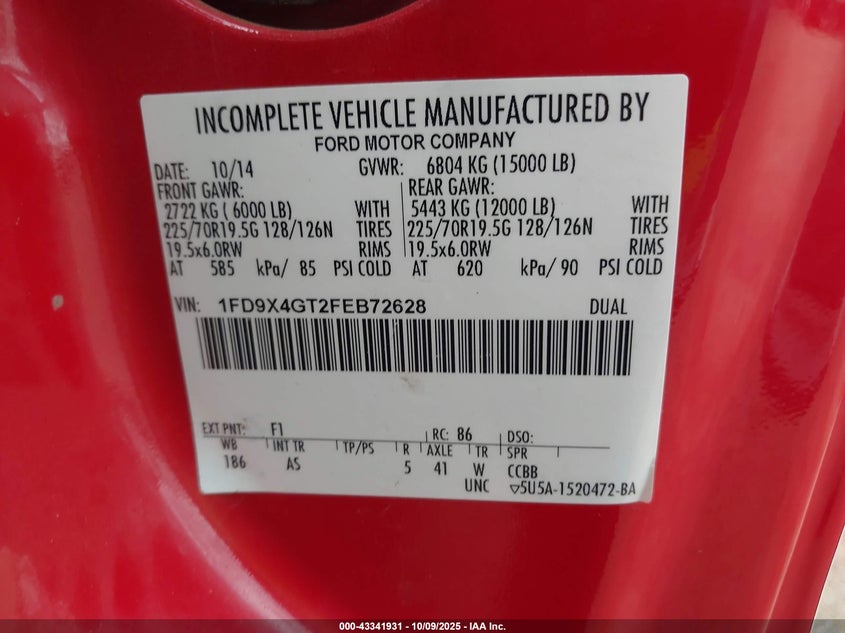 INCOMPLETE VEHICLE MANUFACTURED BY
FORD MOTOR COMPANY
DATE: 10/14 GVWR: 6804 KG (15000 LB)
FRONT GAWR: REAR GAWR:
2722 KG ( 6000 LB) WITH 5443 KG (12000 LB) WITH
225/70R19.5G 128/126N TIRES 225/70R19.5G 128/126N TIRES
19.5x6.0RW RIMS 19.5x6.0RW RIMS
AT 585 kPa/ 85 PSI COLD AT 620 kPa/ 90 PSI COLD
VIN: 1FD9X4GT2FEB72628 DUAL
EXT PNT: F1 RC: 86 DSO:
WB INT TR TP/PS R AXLE TR SPR
186 AS 5 41 W CCBB
UNC ▽5U5A-1520472-BA
000-43341931 - 10/09/2025 - IAA Inc.